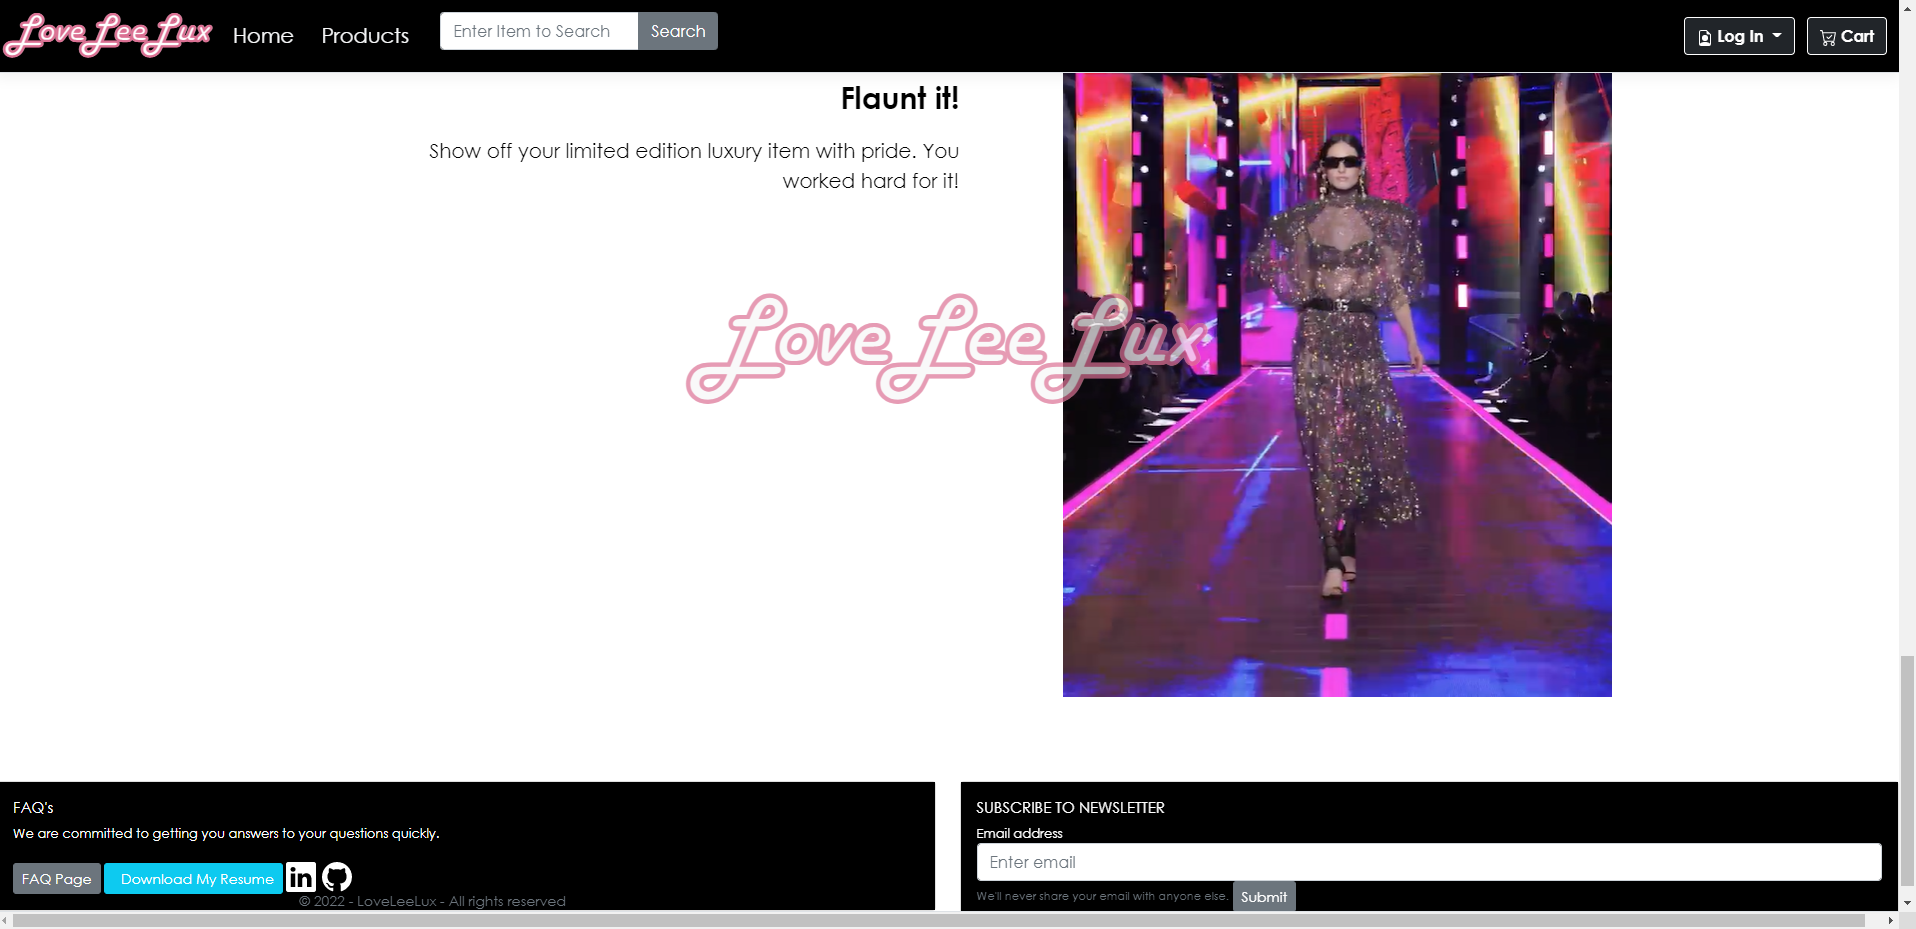 LoveLeeLux
Home
Products
Enter Item to Search
Search
Log In
Cart
Flaunt it!
Show off your limited edition luxury item with pride. You
worked hard for it!
LoveLeeLux
FAQ's
We are committed to getting you answers to your questions quickly.
FAQ Page
Download My Resume
in
© 2022 - LoveLeeLux - All rights reserved
SUBSCRIBE TO NEWSLETTER
Email address
Enter email
We'll never share your email with anyone else.
Submit